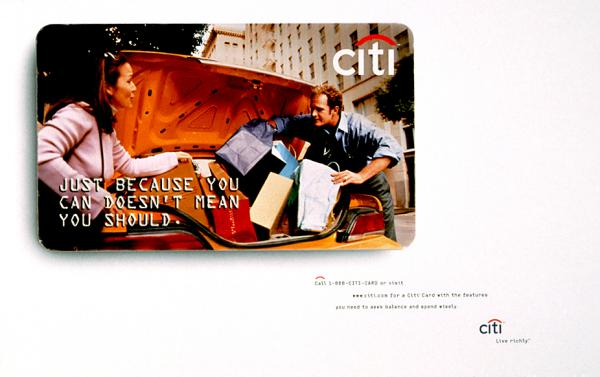 citi
JUST BECAUSE YOU
CAN DOESN'T MEAN
YOU SHOULD.
Call 1-888-CITI-CARD or visit
www.citi.com for a Citi Card with the features
you need to seek balance and spend wisely.
citi
Live richly™